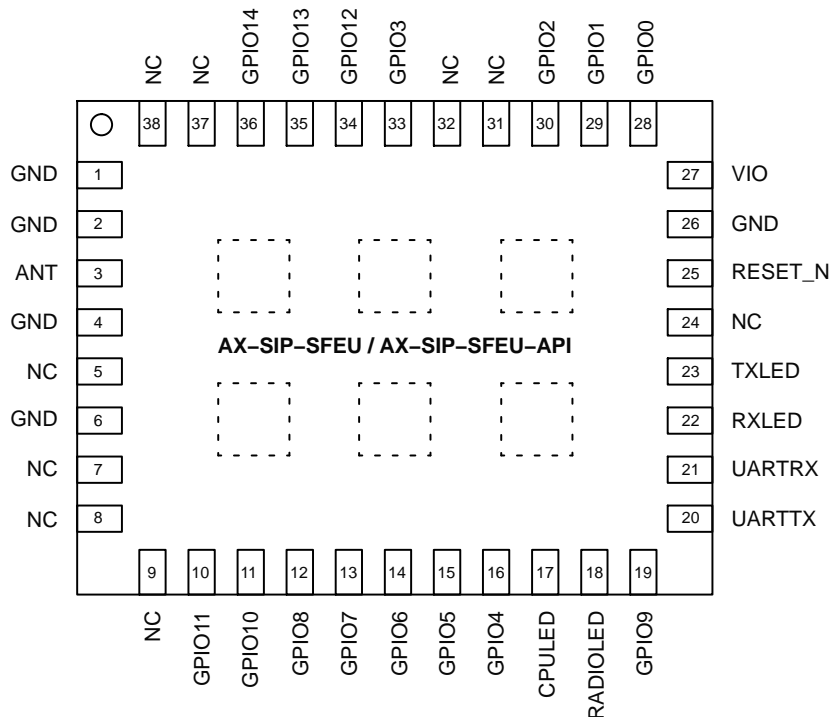 NC NC GPIO14 GPIO13 GPIO12 GPIO3 NC NC GPIO2 GPIO1 GPIO0
38 37 36 35 34 33 32 31 30 29 28
GND 1 27 VIO
GND 2 26 GND
ANT 3 25 RESET_N
GND 4 24 NC
AX–SIP–SFEU / AX–SIP–SFEU–API
NC 5 23 TXLED
GND 6 22 RXLED
NC 7 21 UARTRX
NC 8 20 UARTTX
9 10 11 12 13 14 15 16 17 18 19
NC GPIO11 GPIO10 GPIO8 GPIO7 GPIO6 GPIO5 GPIO4 CPULED RADIOLED GPIO9